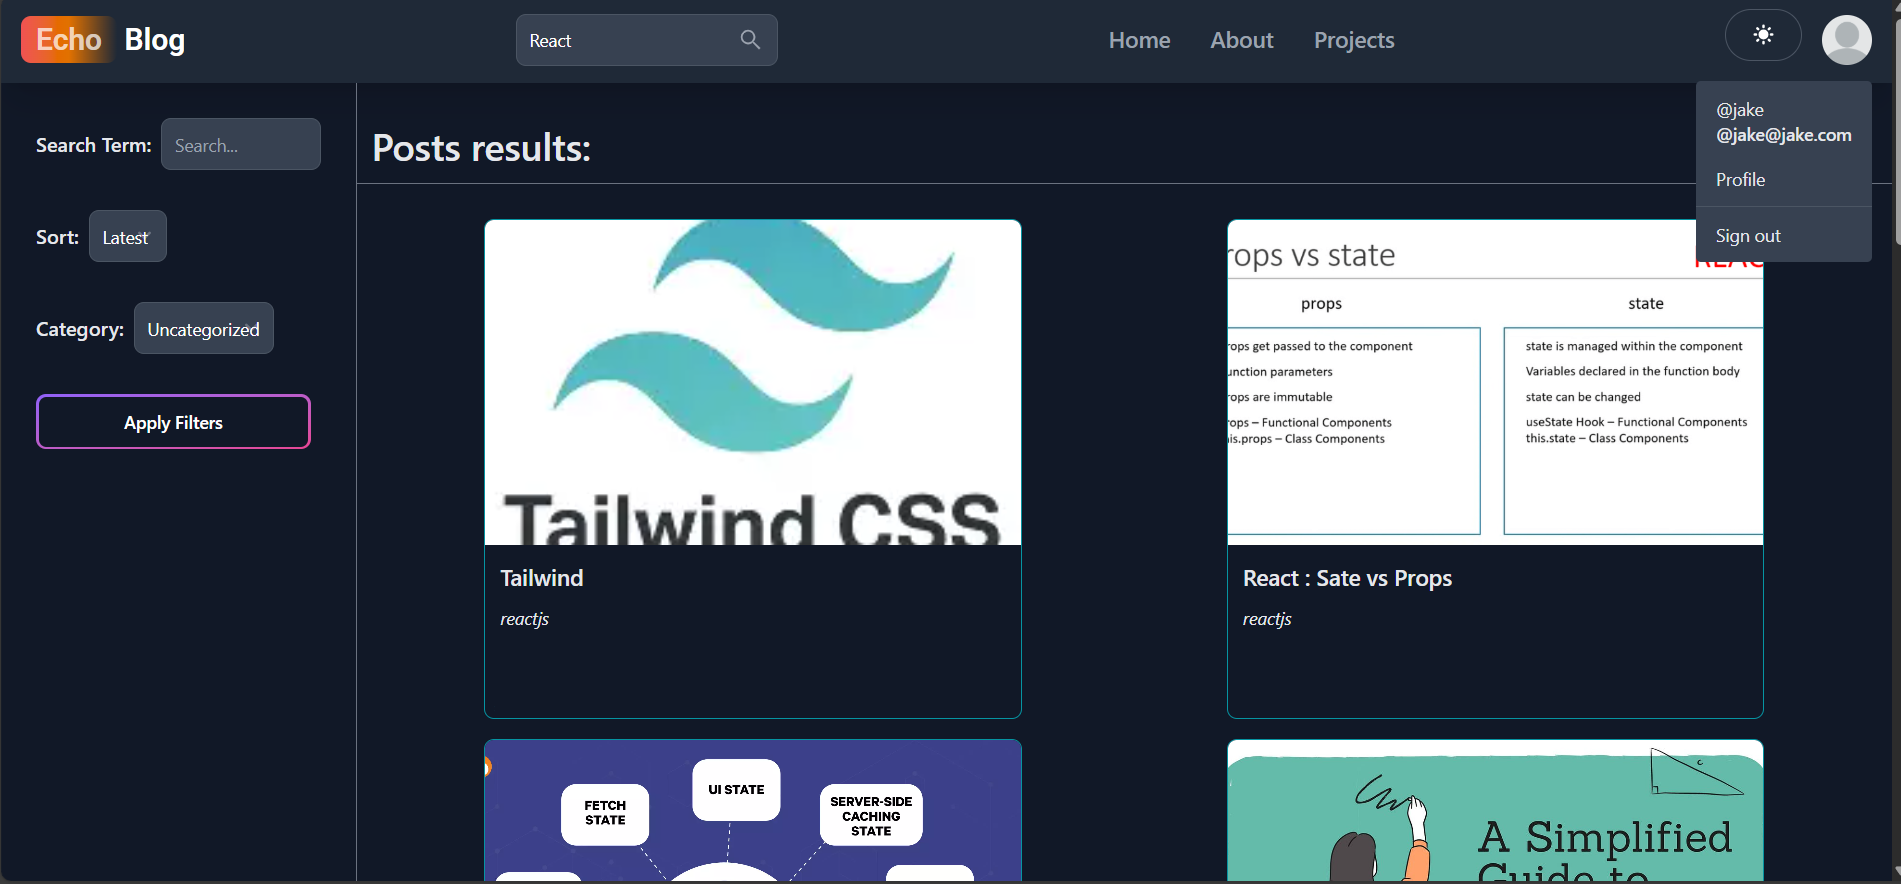 Echo Blog
React
Home About Projects
@jake
@jake@jake.com
Profile
Sign out
Search Term: Search...
Sort: Latest
Category: Uncategorized
Apply Filters
Posts results:
Tailwind CSS
Tailwind
reactjs
rops vs state
props
rops get passed to the component
unction parameters
rops are immutable
rops – Functional Components
is.props – Class Components
state
state is managed within the component
Variables declared in the function body
state can be changed
useState Hook – Functional Components
this.state – Class Components
React : Sate vs Props
reactjs
FETCH
STATE
UI STATE
SERVER-SIDE
CACHING
STATE
A Simplified
Guide to